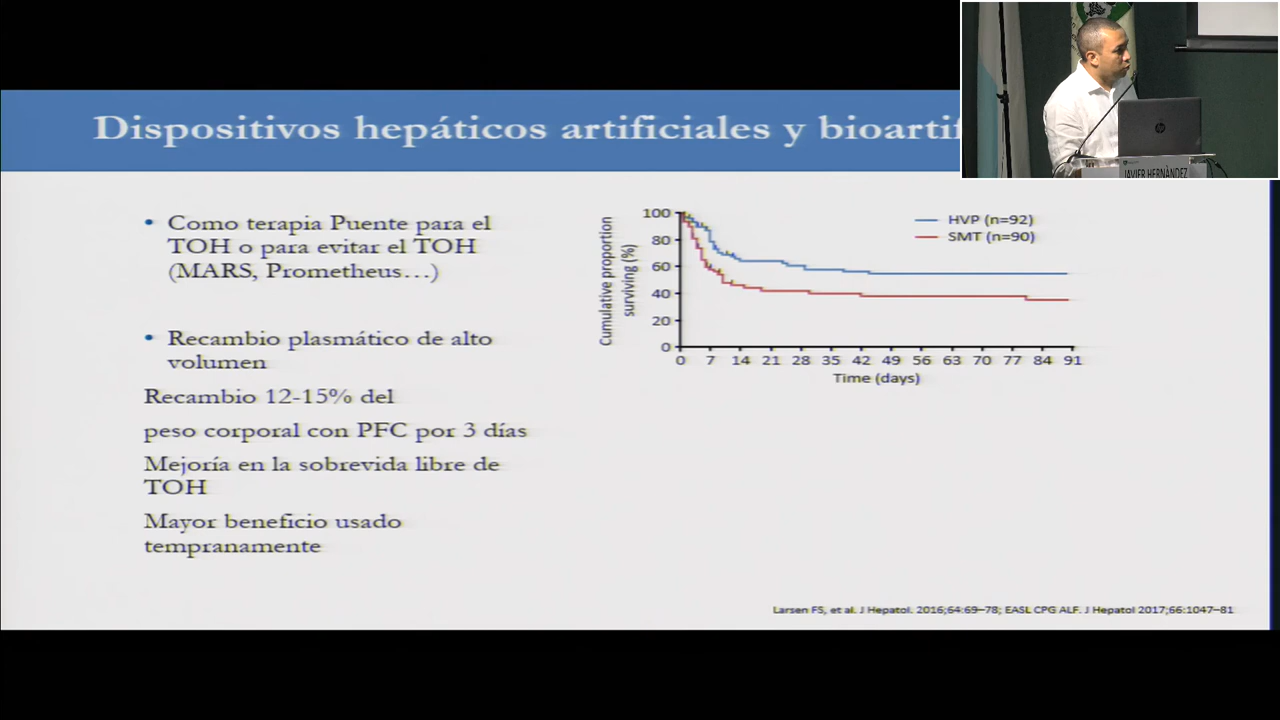 Dispositivos hepáticos artificiales y
JAVIER HERNÀNDEZ
• Como terapia Puente para el
TOH o para evitar el TOH
(MARS, Prometheus…)
• Recambio plasmático de alto
volumen
Recambio 12-15% del
peso corporal con PFC por 3 días
Mejoría en la sobrevida libre de
TOH
Mayor beneficio usado
tempranamente
Cumulative proportion
surviving (%)
100
80
60
40
20
0
HVP (n=92)
SMT (n=90)
0 7 14 21 28 35 42 49 56 63 70 77 84 91
Time (days)
Larsen FS, et al. J Hepatol. 2016;64:69–78; EASL CPG ALF. J Hepatol 2017;66:1047–81